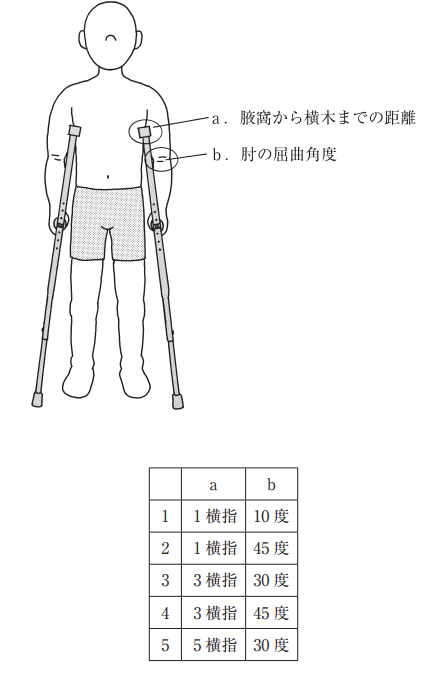 a．腋窩から横木までの距離
b．肘の屈曲角度
a b
1 1横指 10度
2 1横指 45度
3 3横指 30度
4 3横指 45度
5 5横指 30度